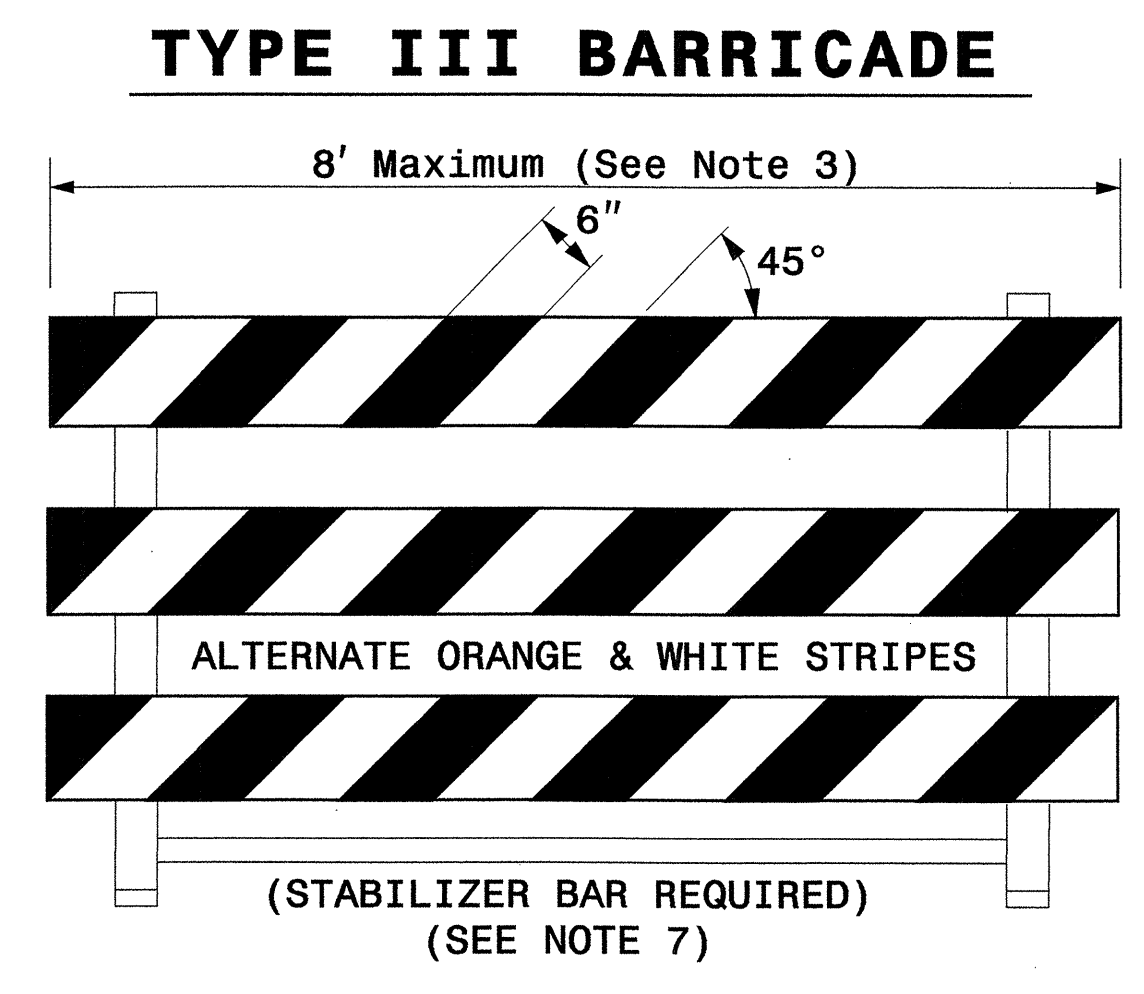 TYPE III BARRICADE
8' Maximum (See Note 3)
6"
45°
ALTERNATE ORANGE & WHITE STRIPES
(STABILIZER BAR REQUIRED)
(SEE NOTE 7)